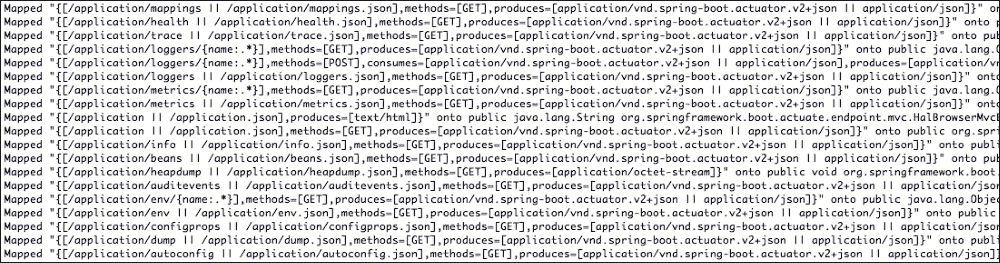 Mapped "{[/application/mappings || /application/mappings.json],methods=[GET],produces=[application/vnd.spring-boot.actuator.v2+json || application/json]}" o
Mapped "{[/application/health || /application/health.json],methods=[GET],produces=[application/vnd.spring-boot.actuator.v2+json || application/json]}" onto
Mapped "{[/application/trace || /application/trace.json],methods=[GET],produces=[application/vnd.spring-boot.actuator.v2+json || application/json]}" onto p
Mapped "{[/application/loggers/{name:.*}],methods=[GET],produces=[application/vnd.spring-boot.actuator.v2+json || application/json]}" onto public java.lang.O
Mapped "{[/application/loggers/{name:.*}],methods=[POST],consumes=[application/vnd.spring-boot.actuator.v2+json || application/json],produces=[application/v
Mapped "{[/application/loggers || /application/loggers.json],methods=[GET],produces=[application/vnd.spring-boot.actuator.v2+json || application/json]}" ont
Mapped "{[/application/metrics/{name:.*}],methods=[GET],produces=[application/vnd.spring-boot.actuator.v2+json || application/json]}" onto public java.lang.O
Mapped "{[/application/metrics || /application/metrics.json],methods=[GET],produces=[application/vnd.spring-boot.actuator.v2+json || application/json]}" onto
Mapped "{[/application || /application.json],produces=[text/html]}" onto public java.lang.String org.springframework.boot.actuate.endpoint.mvc.HalBrowserMvcE
Mapped "{[/application || /application.json],methods=[GET],produces=[application/vnd.spring-boot.actuator.v2+json || application/json]}" onto public org.spri
Mapped "{[/application/info || /application/info.json],methods=[GET],produces=[application/vnd.spring-boot.actuator.v2+json || application/json]}" onto pub
Mapped "{[/application/beans || /application/beans.json],methods=[GET],produces=[application/vnd.spring-boot.actuator.v2+json || application/json]}" onto pu
Mapped "{[/application/heapdump || /application/heapdump.json],methods=[GET],produces=[application/octet-stream]}" onto public void org.springframework.boot.
Mapped "{[/application/auditevents || /application/auditevents.json],methods=[GET],produces=[application/vnd.spring-boot.actuator.v2+json || application/json
Mapped "{[/application/env/{name:.*}],methods=[GET],produces=[application/vnd.spring-boot.actuator.v2+json || application/json]}" onto public java.lang.Objec
Mapped "{[/application/env || /application/env.json],methods=[GET],produces=[application/vnd.spring-boot.actuator.v2+json || application/json]}" onto public
Mapped "{[/application/configprops || /application/configprops.json],methods=[GET],produces=[application/vnd.spring-boot.actuator.v2+json || application/json
Mapped "{[/application/dump || /application/dump.json],methods=[GET],produces=[application/vnd.spring-boot.actuator.v2+json || application/json]}" onto publ
Mapped "{[/application/autoconfig || /application/autoconfig.json],methods=[GET],produces=[application/vnd.spring-boot.actuator.v2+json || application/json]}